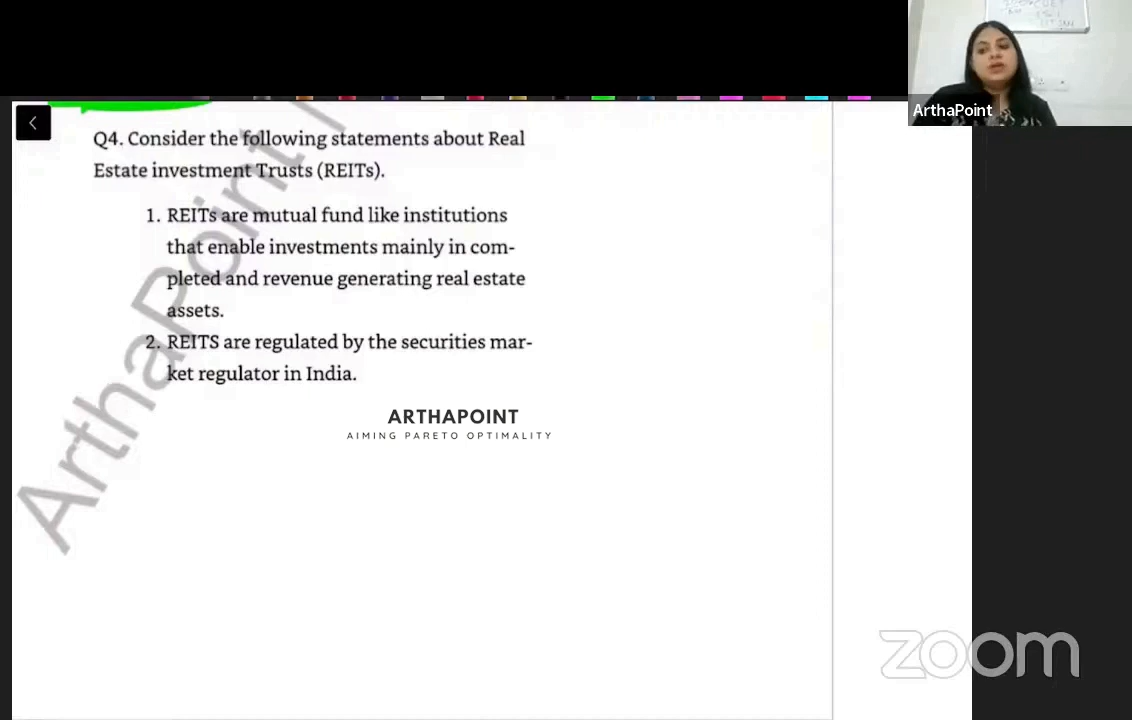 ArthaPoint
Q4. Consider the following statements about Real
Estate investment Trusts (REITs).
1. REITs are mutual fund like institutions
that enable investments mainly in com-
pleted and revenue generating real estate
assets.
2. REITS are regulated by the securities mar-
ket regulator in India.
ARTHAPOINT
AIMING PARETO OPTIMALITY
ArthaPoint
zoom